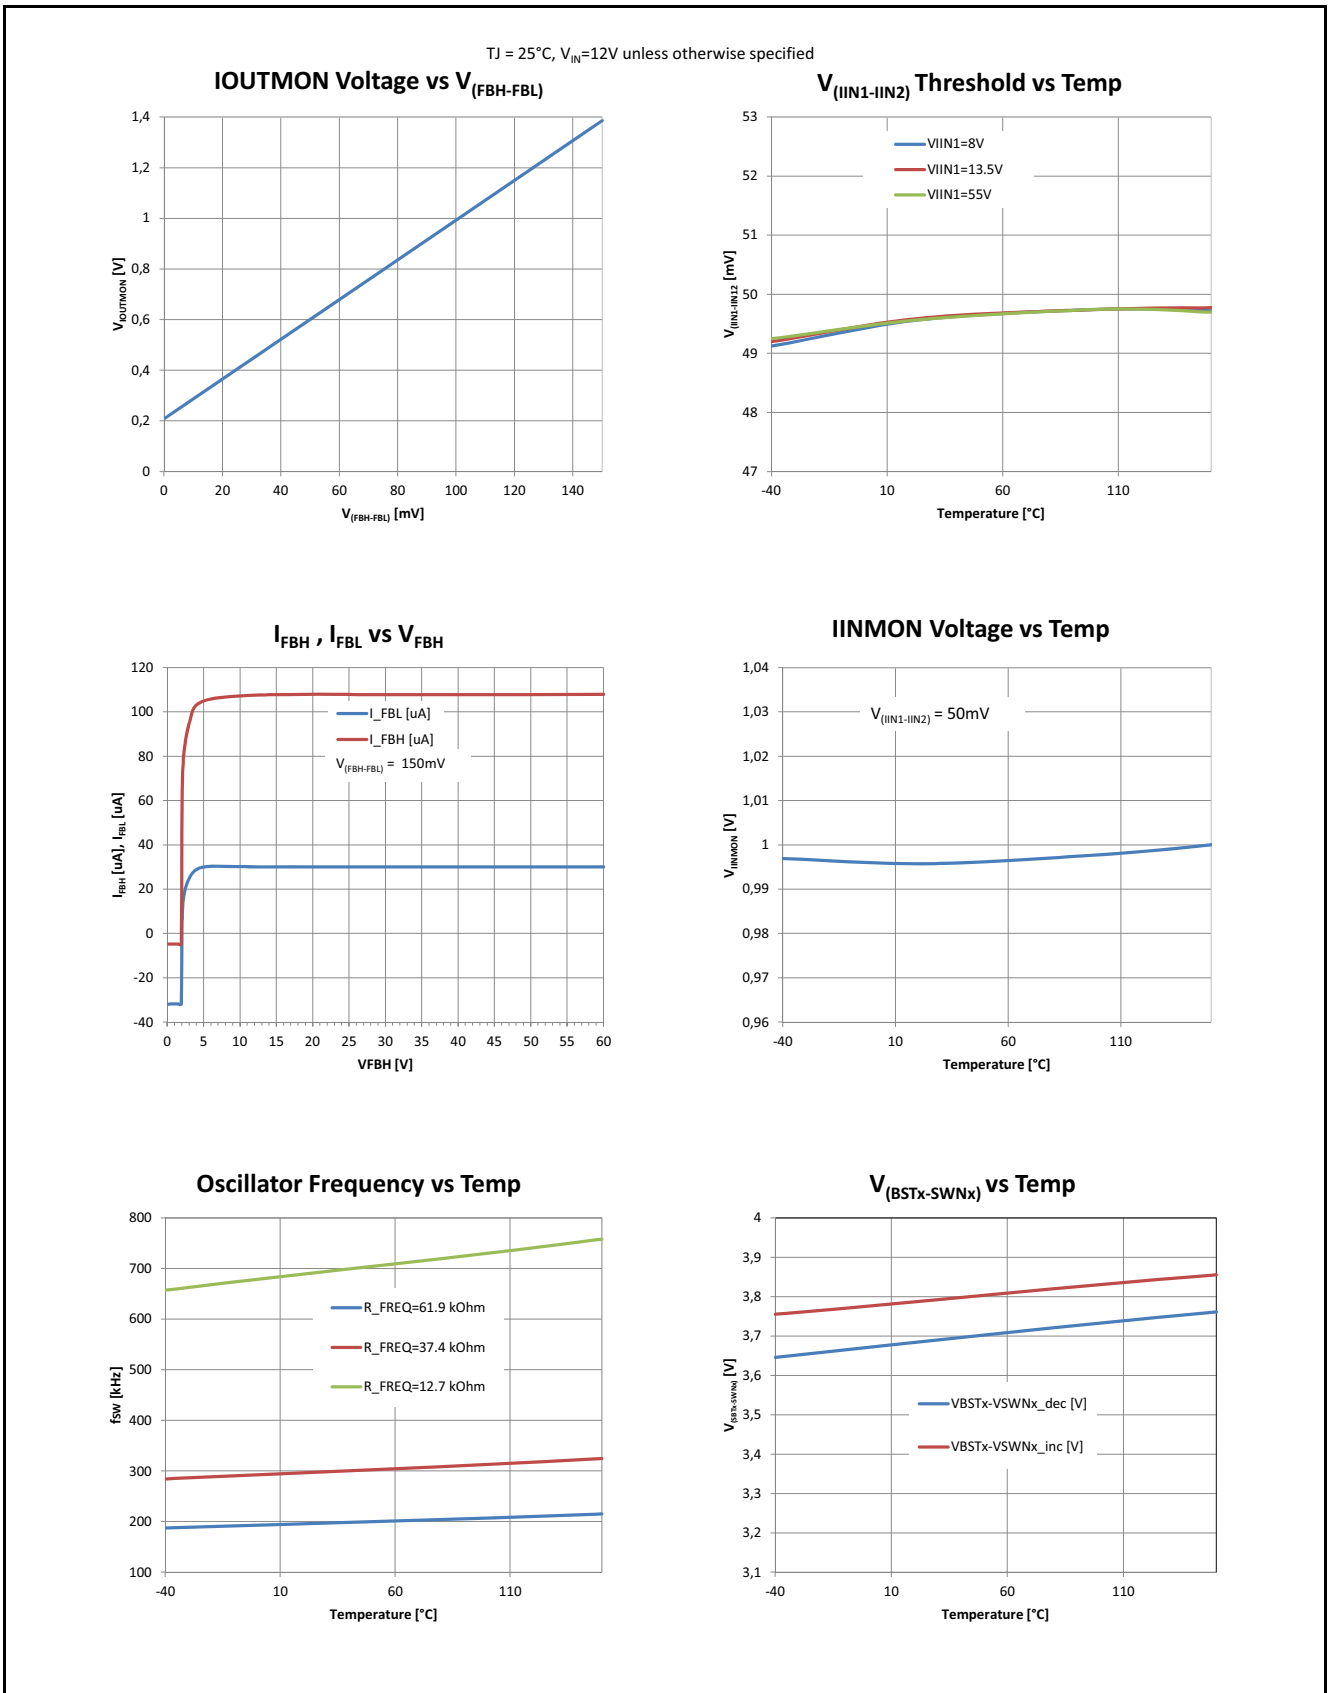 TJ = 25°C, VIN=12V unless otherwise specified
IOUTMON Voltage vs V(FBH-FBL)
1,4
1,2
1
0,8
0,6
0,4
0,2
0
VIOUTMON [V]
0 20 40 60 80 100 120 140
V(FBH-FBL) [mV]
V(IIN1-IIN2) Threshold vs Temp
53
52
51
50
49
48
47
V(IIN1-IIN12 [mV]
VIIN1=8V
VIIN1=13.5V
VIIN1=55V
-40 10 60 110
Temperature [°C]
IFBH , IFBL vs VFBH
120
100
80
60
40
20
0
-20
-40
IFBH [uA], IFBL [uA]
I_FBL [uA]
I_FBH [uA]
V(FBH-FBL) = 150mV
0 5 10 15 20 25 30 35 40 45 50 55 60
VFBH [V]
IINMON Voltage vs Temp
1,04
1,03
1,02
1,01
1
0,99
0,98
0,97
0,96
VIINMON [V]
V(IIN1-IIN2) = 50mV
-40 10 60 110
Temperature [°C]
Oscillator Frequency vs Temp
800
700
600
500
400
300
200
100
fsw [kHz]
R_FREQ=61.9 kOhm
R_FREQ=37.4 kOhm
R_FREQ=12.7 kOhm
-40 10 60 110
Temperature [°C]
V(BSTx-SWNx) vs Temp
4
3,9
3,8
3,7
3,6
3,5
3,4
3,3
3,2
3,1
V(SBTx-SWNx) [V]
VBSTx-VSWNx_dec [V]
VBSTx-VSWNx_inc [V]
-40 10 60 110
Temperature [°C]